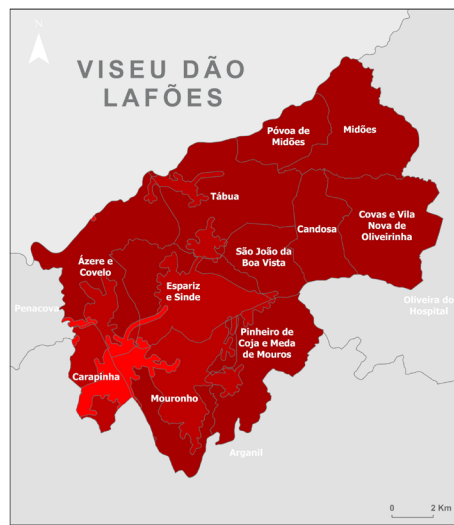 N
VISEU DÃO
LAFÕES
Póvoa de
Midões
Midões
Tábua
Covas e Vila
Nova de
Oliveirinha
Candosa
São João da
Boa Vista
Ázere e
Covelo
Espariz
e Sinde
Oliveira do
Hospital
Penacova
Pinheiro de
Coja e Meda
de Mouros
Carapinha
Mouronho
Arganil
0 2 Km